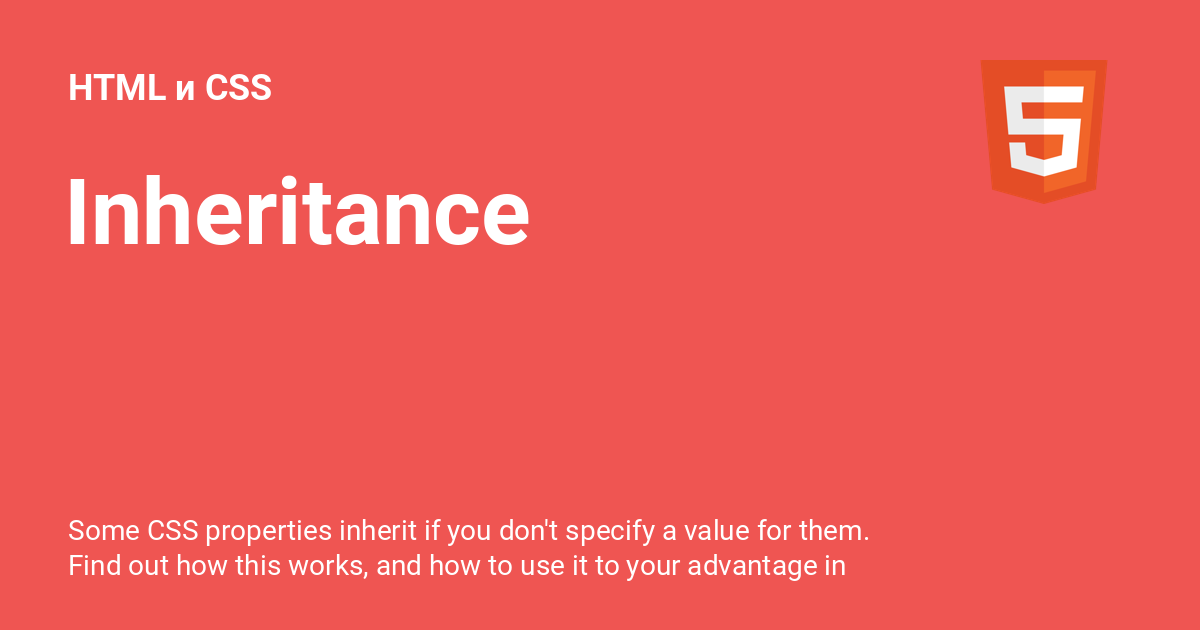 HTML и CSS
Inheritance
Some CSS properties inherit if you don't specify a value for them.
Find out how this works, and how to use it to your advantage in